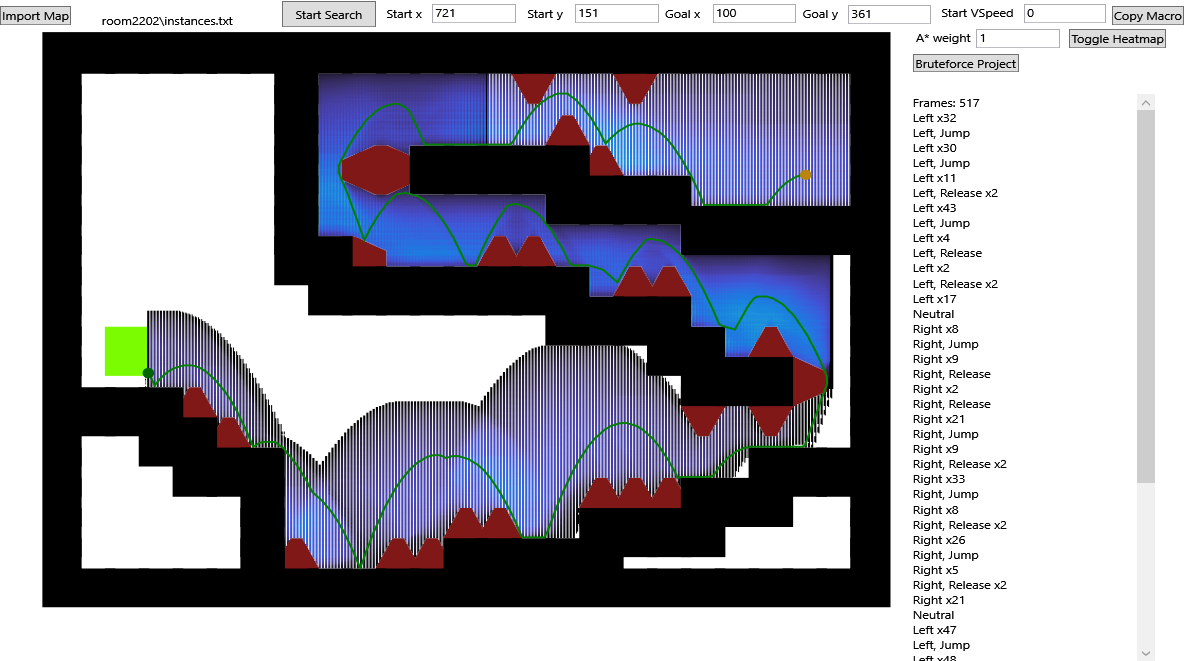 Import Map
room2202\instances.txt
Start Search
Start x 721
Start y 151
Goal x 100
Goal y 361
Start VSpeed 0
Copy Macro
A* weight 1
Toggle Heatmap
Bruteforce Project
Frames: 517
Left x32
Left, Jump
Left x30
Left, Jump
Left x11
Left, Release x2
Left x43
Left, Jump
Left x4
Left, Release
Left x2
Left, Release x2
Left x17
Neutral
Right x8
Right, Jump
Right x9
Right, Release
Right x2
Right, Release
Right x21
Right, Jump
Right x9
Right, Release x2
Right x33
Right, Jump
Right x8
Right, Release x2
Right x26
Right, Jump
Right x5
Right, Release x2
Right x21
Neutral
Left x47
Left, Jump
Left x48